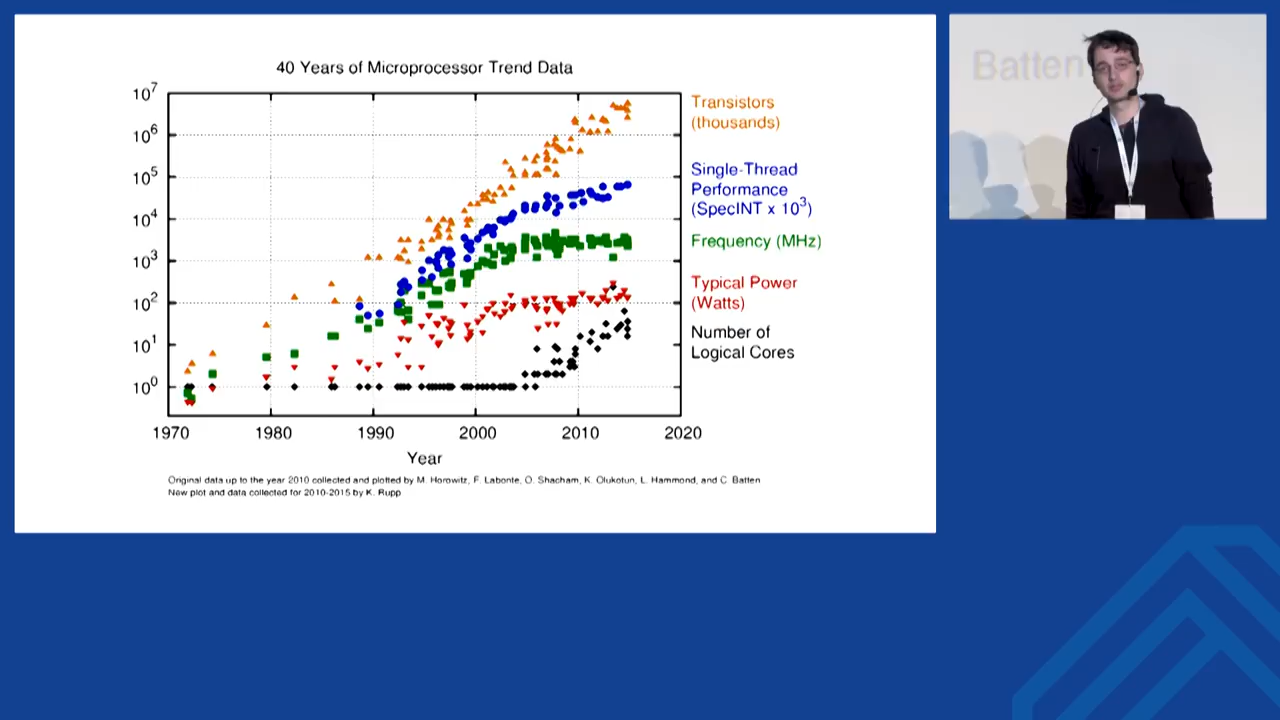 40 Years of Microprocessor Trend Data
10^7
10^6
10^5
10^4
10^3
10^2
10^1
10^0
1970 1980 1990 2000 2010 2020
Year
Transistors
(thousands)
Single-Thread
Performance
(SpecINT x 10^3)
Frequency (MHz)
Typical Power
(Watts)
Number of
Logical Cores
Original data up to the year 2010 collected and plotted by M. Horowitz, F. Labonte, O. Shacham, K. Olukotun, L. Hammond, and C. Batten
New plot and data collected for 2010-2015 by K. Rupp
Batten